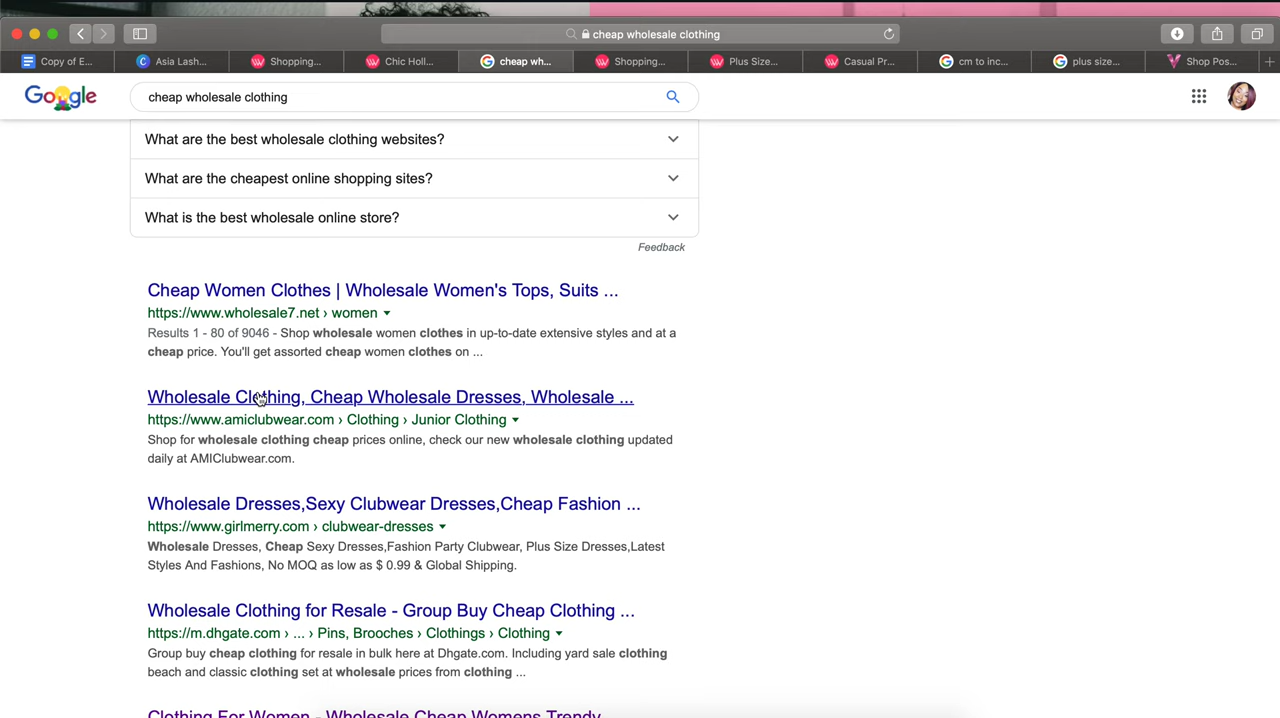 cheap wholesale clothing
Copy of E...
Asia Lash...
Shopping...
Chic Holl...
cheap wh...
Shopping...
Plus Size...
Casual Pr...
cm to inc...
plus size...
Shop Pos...
Google
cheap wholesale clothing
What are the best wholesale clothing websites?
What are the cheapest online shopping sites?
What is the best wholesale online store?
Feedback
Cheap Women Clothes | Wholesale Women's Tops, Suits ...
https://www.wholesale7.net › women
Results 1 - 80 of 9046 - Shop wholesale women clothes in up-to-date extensive styles and at a
cheap price. You'll get assorted cheap women clothes on ...
Wholesale Clothing, Cheap Wholesale Dresses, Wholesale ...
https://www.amiclubwear.com › Clothing › Junior Clothing
Shop for wholesale clothing cheap prices online, check our new wholesale clothing updated
daily at AMIClubwear.com.
Wholesale Dresses,Sexy Clubwear Dresses,Cheap Fashion ...
https://www.girlmerry.com › clubwear-dresses
Wholesale Dresses, Cheap Sexy Dresses,Fashion Party Clubwear, Plus Size Dresses,Latest
Styles And Fashions, No MOQ as low as $ 0.99 & Global Shipping.
Wholesale Clothing for Resale - Group Buy Cheap Clothing ...
https://m.dhgate.com › ... › Pins, Brooches › Clothings › Clothing
Group buy cheap clothing for resale in bulk here at Dhgate.com. Including yard sale clothing
beach and classic clothing set at wholesale prices from clothing ...
Clothing For Women - Wholesale Cheap Womens Trendy